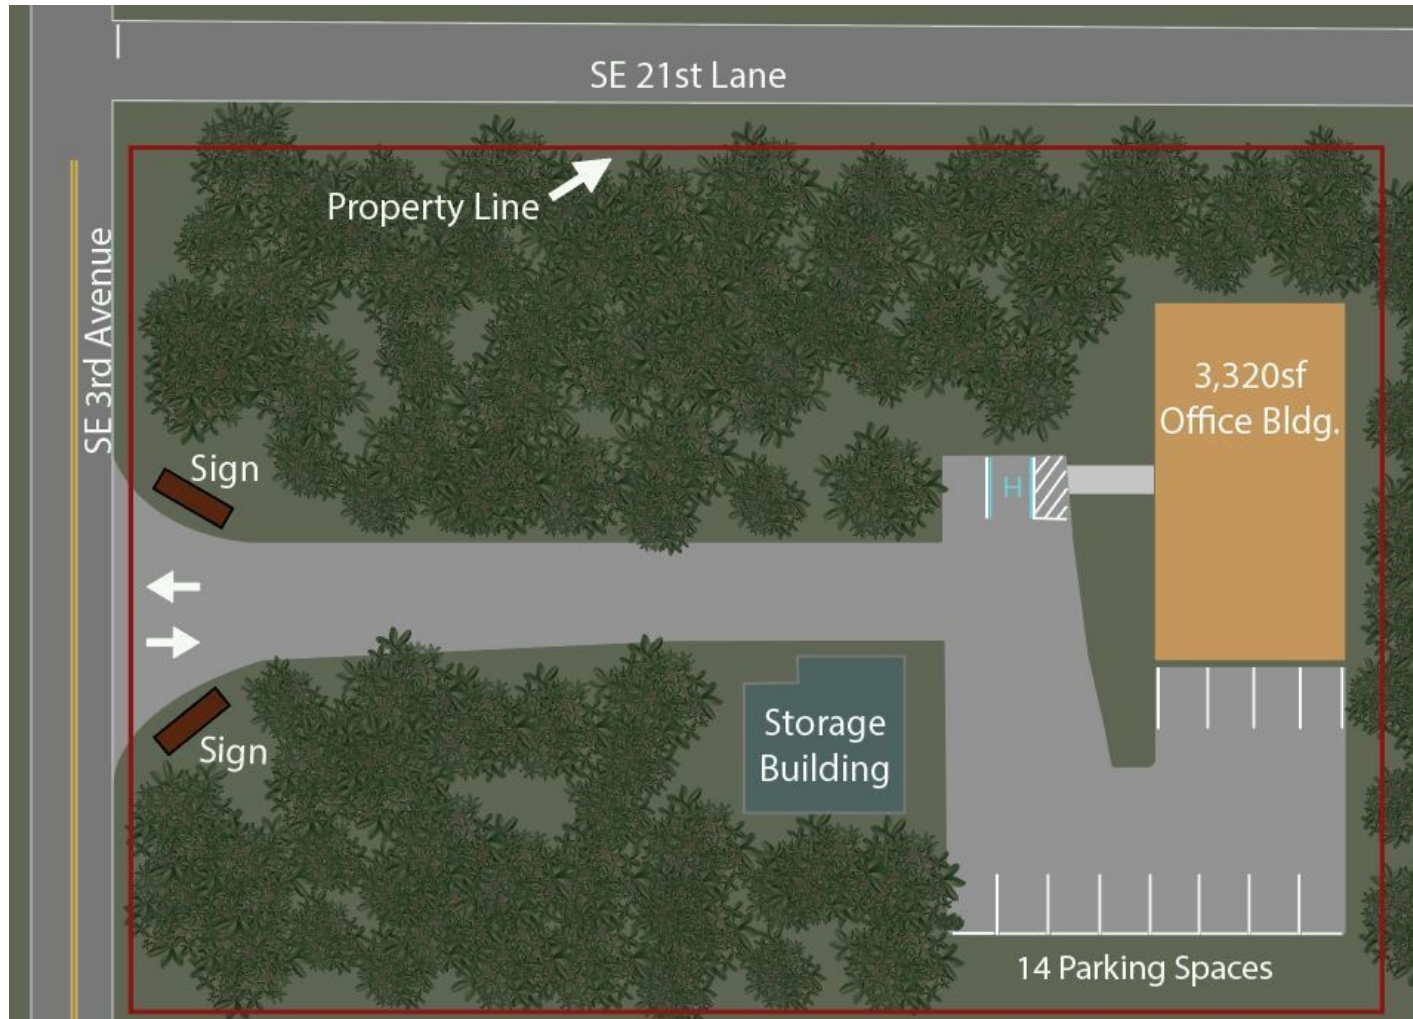 SE 21st Lane
Property Line
SE 3rd Avenue
3,320sf
Office Bldg.
Sign
H
Sign
Storage
Building
14 Parking Spaces